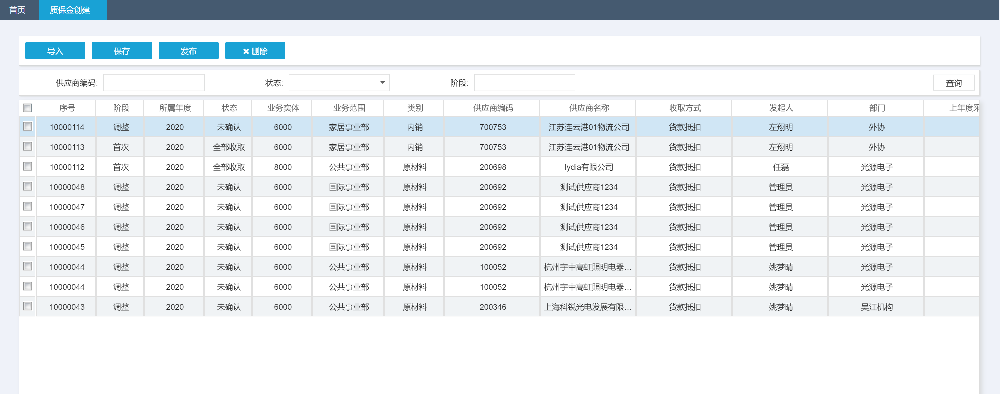 首页 质保金创建
导入 保存 发布 ✖ 删除
供应商编码: 状态: 阶段: 查询
序号 阶段 所属年度 状态 业务实体 业务范围 类别 供应商编码 供应商名称 收取方式 发起人 部门 上年度采
10000114 调整 2020 未确认 6000 家居事业部 内销 700753 江苏连云港01物流公司 货款抵扣 左翔明 外协
10000113 首次 2020 全部收取 6000 家居事业部 内销 700753 江苏连云港01物流公司 货款抵扣 左翔明 外协
10000112 首次 2020 全部收取 8000 公共事业部 原材料 200698 lydia有限公司 货款抵扣 任磊 光源电子
10000048 调整 2020 未确认 6000 国际事业部 原材料 200692 测试供应商1234 货款抵扣 管理员 光源电子
10000047 调整 2020 未确认 6000 国际事业部 原材料 200692 测试供应商1234 货款抵扣 管理员 光源电子
10000046 调整 2020 未确认 6000 国际事业部 原材料 200692 测试供应商1234 货款抵扣 管理员 光源电子
10000045 调整 2020 未确认 6000 国际事业部 原材料 200692 测试供应商1234 货款抵扣 管理员 光源电子
10000044 调整 2020 未确认 6000 公共事业部 原材料 100052 杭州宇中高虹照明电器… 货款抵扣 姚梦晴 光源电子
10000044 调整 2020 未确认 6000 公共事业部 原材料 100052 杭州宇中高虹照明电器… 货款抵扣 姚梦晴 光源电子
10000043 调整 2020 未确认 6000 公共事业部 原材料 200346 上海科锐光电发展有限… 货款抵扣 姚梦晴 吴江机构